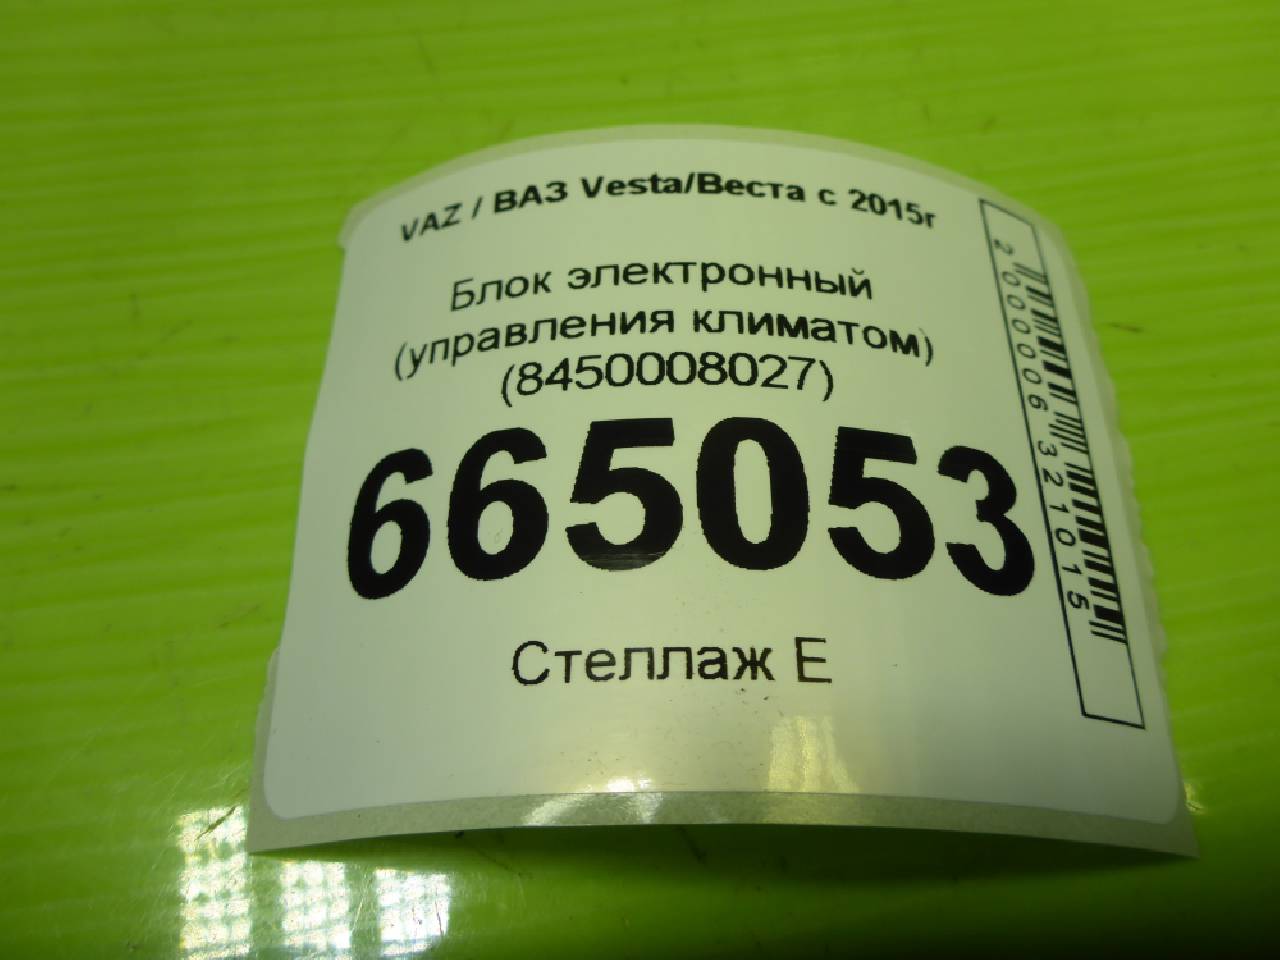 VAZ / ВАЗ Vesta/Веста с 2015г
Блок электронный
(управления климатом)
(8450008027)
665053
Стеллаж Е
2000006321015